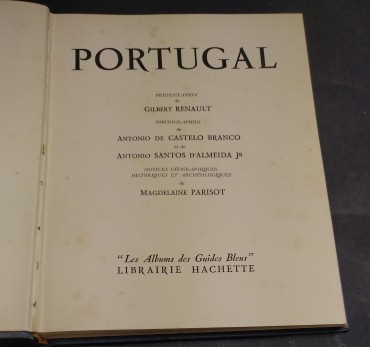 PORTUGAL
PRÉSENTATION
de
GILBERT RENAULT
PHOTOGRAPHIES
de
ANTONIO DE CASTELO BRANCO
et de
ANTONIO SANTOS D'ALMEIDA JR
NOTICES GÉOGRAPHIQUES
HISTORIQUES ET ARCHÉOLOGIQUES
de
MAGDELAINE PARISOT
"Les Albums des Guides Bleus"
LIBRAIRIE HACHETTE